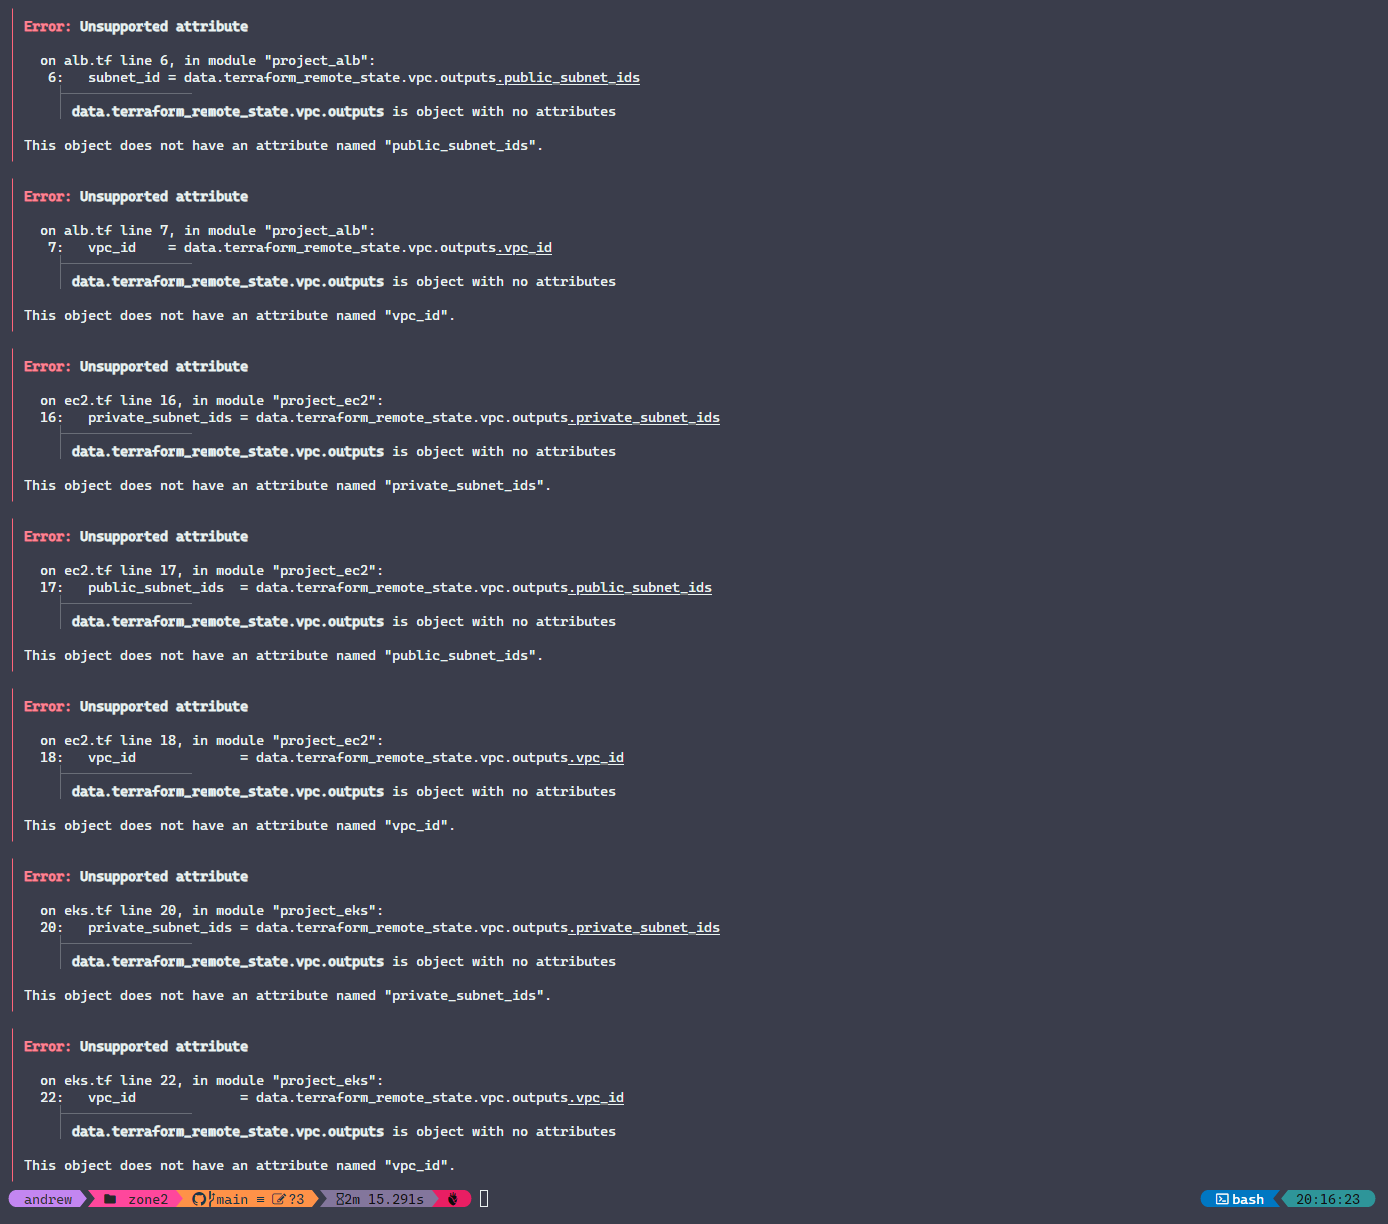 Error: Unsupported attribute
on alb.tf line 6, in module "project_alb":
6: subnet_id = data.terraform_remote_state.vpc.outputs.public_subnet_ids
data.terraform_remote_state.vpc.outputs is object with no attributes
This object does not have an attribute named "public_subnet_ids".
Error: Unsupported attribute
on alb.tf line 7, in module "project_alb":
7: vpc_id = data.terraform_remote_state.vpc.outputs.vpc_id
data.terraform_remote_state.vpc.outputs is object with no attributes
This object does not have an attribute named "vpc_id".
Error: Unsupported attribute
on ec2.tf line 16, in module "project_ec2":
16: private_subnet_ids = data.terraform_remote_state.vpc.outputs.private_subnet_ids
data.terraform_remote_state.vpc.outputs is object with no attributes
This object does not have an attribute named "private_subnet_ids".
Error: Unsupported attribute
on ec2.tf line 17, in module "project_ec2":
17: public_subnet_ids = data.terraform_remote_state.vpc.outputs.public_subnet_ids
data.terraform_remote_state.vpc.outputs is object with no attributes
This object does not have an attribute named "public_subnet_ids".
Error: Unsupported attribute
on ec2.tf line 18, in module "project_ec2":
18: vpc_id = data.terraform_remote_state.vpc.outputs.vpc_id
data.terraform_remote_state.vpc.outputs is object with no attributes
This object does not have an attribute named "vpc_id".
Error: Unsupported attribute
on eks.tf line 20, in module "project_eks":
20: private_subnet_ids = data.terraform_remote_state.vpc.outputs.private_subnet_ids
data.terraform_remote_state.vpc.outputs is object with no attributes
This object does not have an attribute named "private_subnet_ids".
Error: Unsupported attribute
on eks.tf line 22, in module "project_eks":
22: vpc_id = data.terraform_remote_state.vpc.outputs.vpc_id
data.terraform_remote_state.vpc.outputs is object with no attributes
This object does not have an attribute named "vpc_id".
andrew zone2 main ≡ ?3 2m 15.291s bash 20:16:23